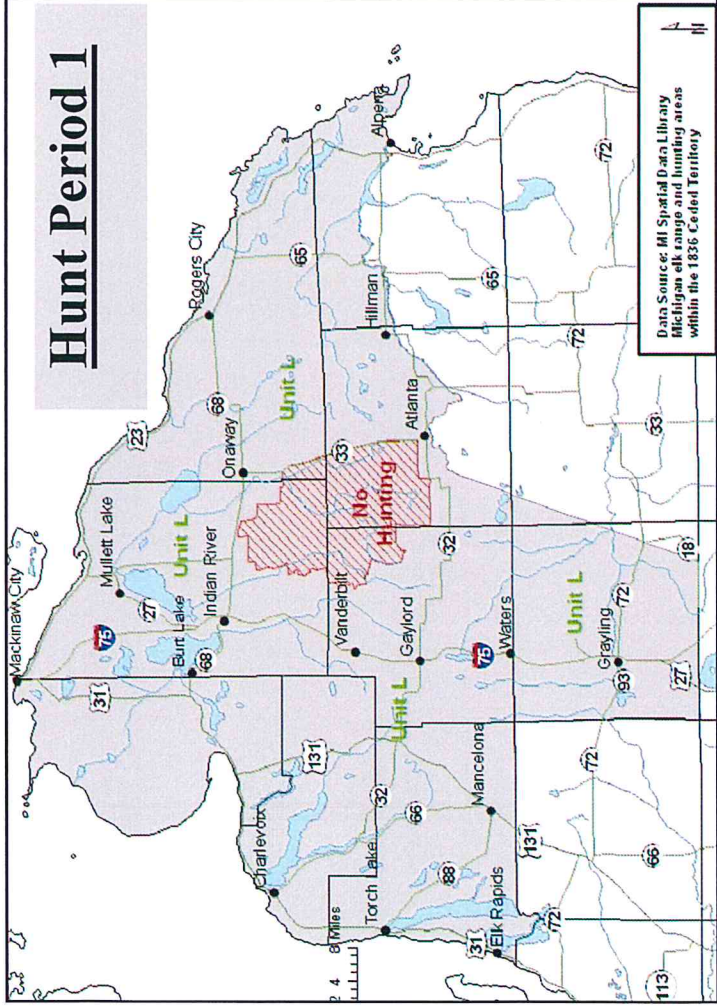 Hunt Period 1
Mackinaw City
31
75
23
Mullett Lake
27
Burt Lake
68
Unit L
Indian River
Onaway
68
Rogers City
Unit L
65
33
Charlevoix
131
Vanderbilt
No
Hunting
Hillman
Alpena
8 Miles
2 4
Torch Lake
32
Unit L
Gaylord
32
Atlanta
66
88
31
Elk Rapids
Mancelona
75
Waters
65
131
72
Unit L
Grayling
72
93
72
72
72
33
113
66
27
18
Data Source: MI Spatial Data Library
Michigan elk range and hunting areas
within the 1836 Ceded Territory
N